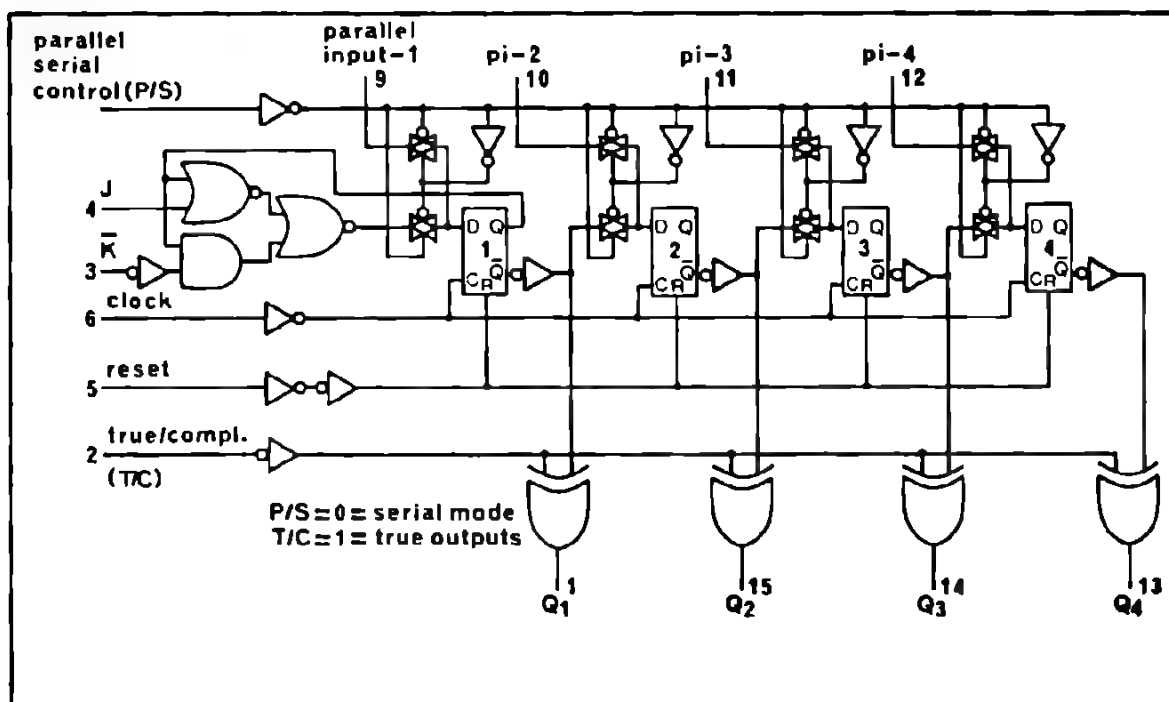 parallel
serial
control (P/S)
parallel
input-1
9
pi-2
10
pi-3
11
pi-4
12
J
4
K̅
3
clock
6
reset
5
true/compl.
2
(T/C)
D Q
1
Q̅
C R
D Q
2
Q̅
C R
D Q
3
Q̅
C R
D Q
4
Q̅
C R
P/S=0= serial mode
T/C=1= true outputs
1
Q1
15
Q2
14
Q3
13
Q4